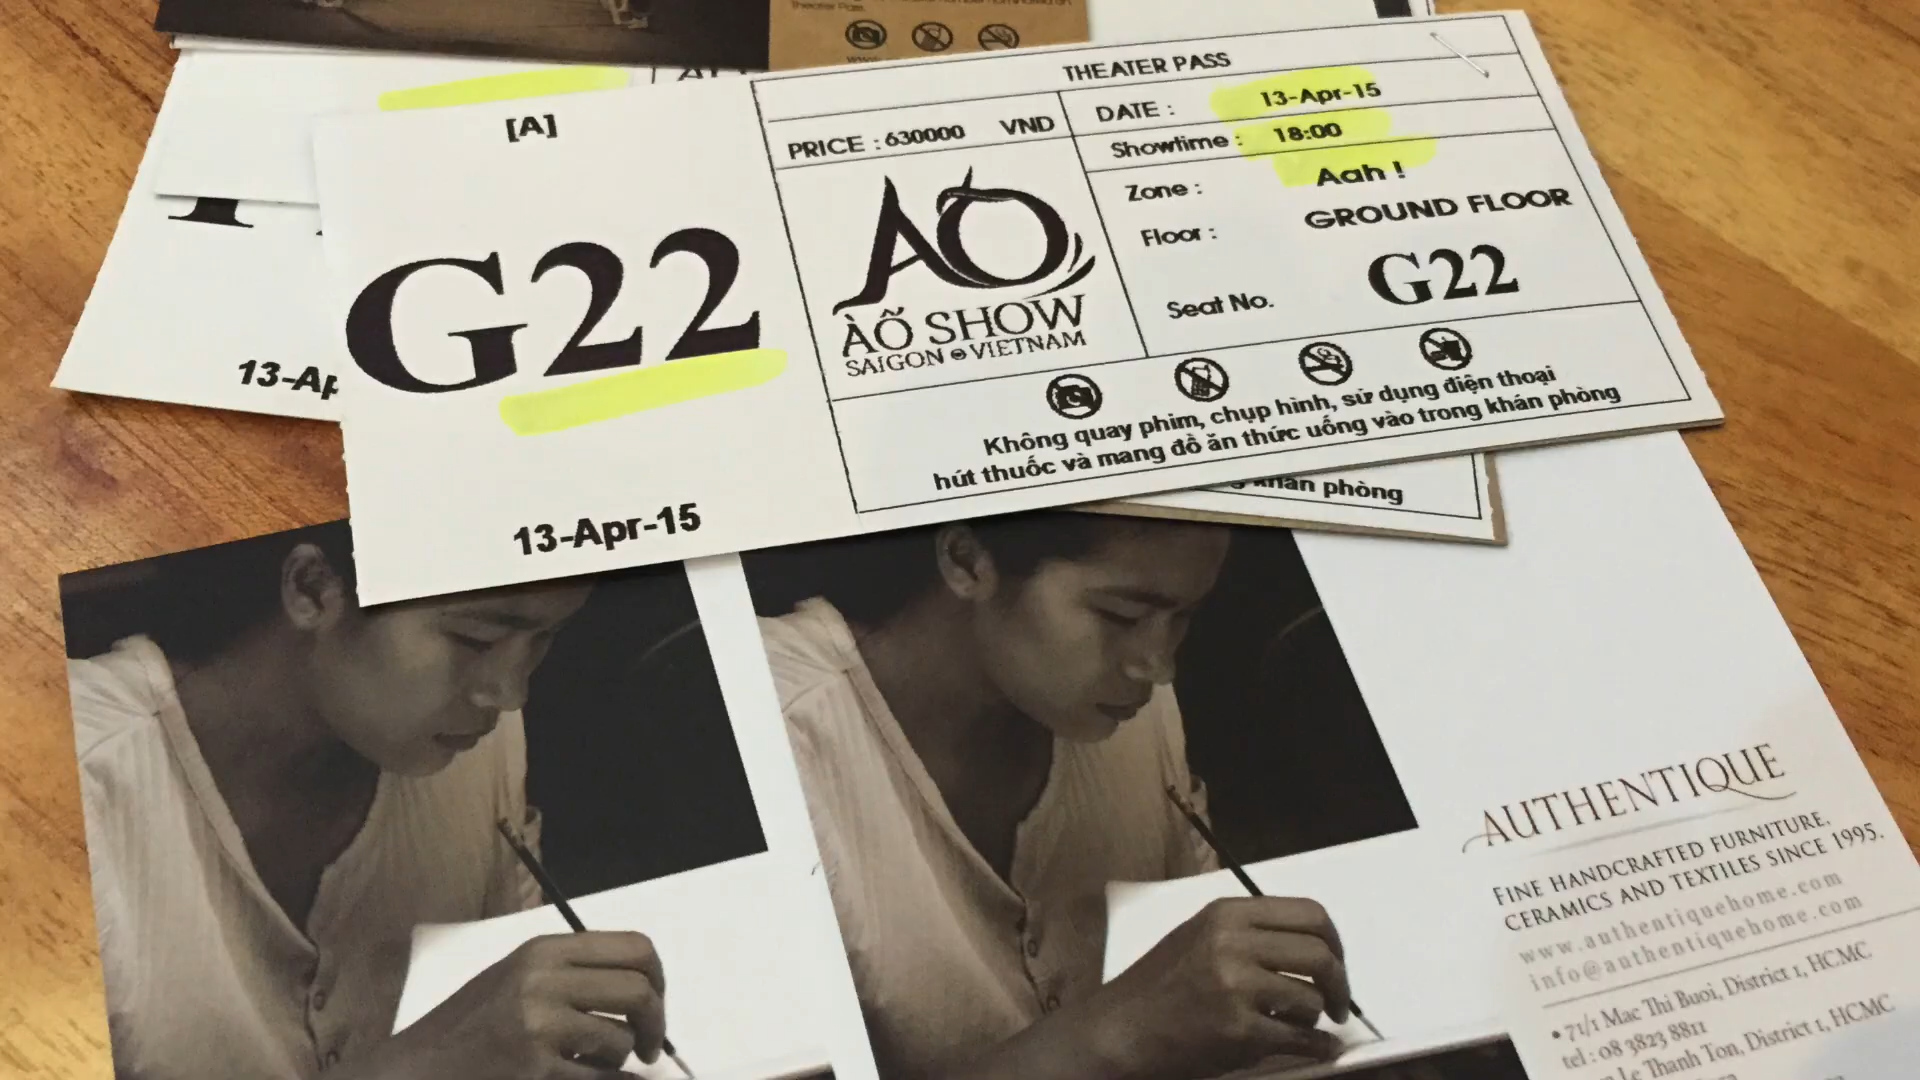 Theater Pass.
[A]
G22
13-Apr-15
THEATER PASS
PRICE : 630000 VND
DATE : 13-Apr-15
Showtime : 18:00
Zone : Aah !
Floor : GROUND FLOOR
Seat No. G22
ÀO
ÀỐ SHOW
SAIGON VIETNAM
Không quay phim, chụp hình, sử dụng điện thoại
hút thuốc và mang đồ ăn thức uống vào trong khán phòng
khán phòng
13-Ap
AUTHENTIQUE
FINE HANDCRAFTED FURNITURE,
CERAMICS AND TEXTILES SINCE 1995.
www.authentiquehome.com
info@authentiquehome.com
• 71/1 Mac Thi Buoi, District 1, HCMC
tel : 08 3823 8811
Le Thanh Ton, District 1, HCMC